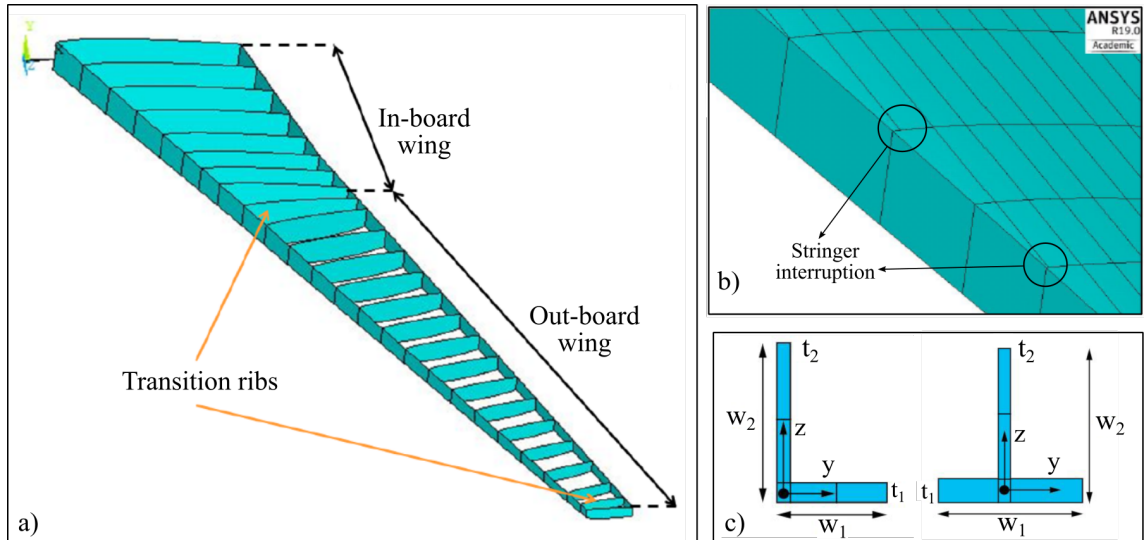 In-board
wing
Out-board
wing
Transition ribs
a)
ANSYS
R19.0
Academic
Stringer
interruption
b)
t₂
w₂
z
y
t₁
w₁
t₂
w₂
z
y
t₁
w₁
c)